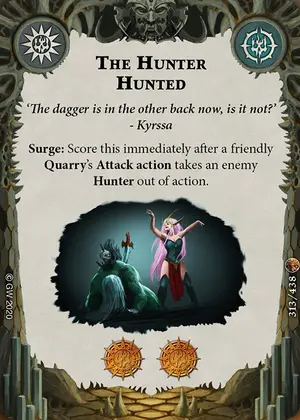 The Hunter
Hunted
‘The dagger is in the other back now, is it not?’
- Kyrssa
Surge: Score this immediately after a friendly
Quarry's Attack action takes an enemy
Hunter out of action.
© GW 2020
313/438